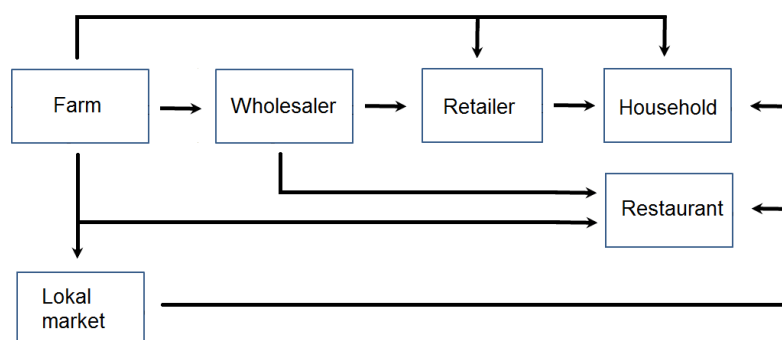 Farm
Wholesaler
Retailer
Household
Restaurant
Lokal
market